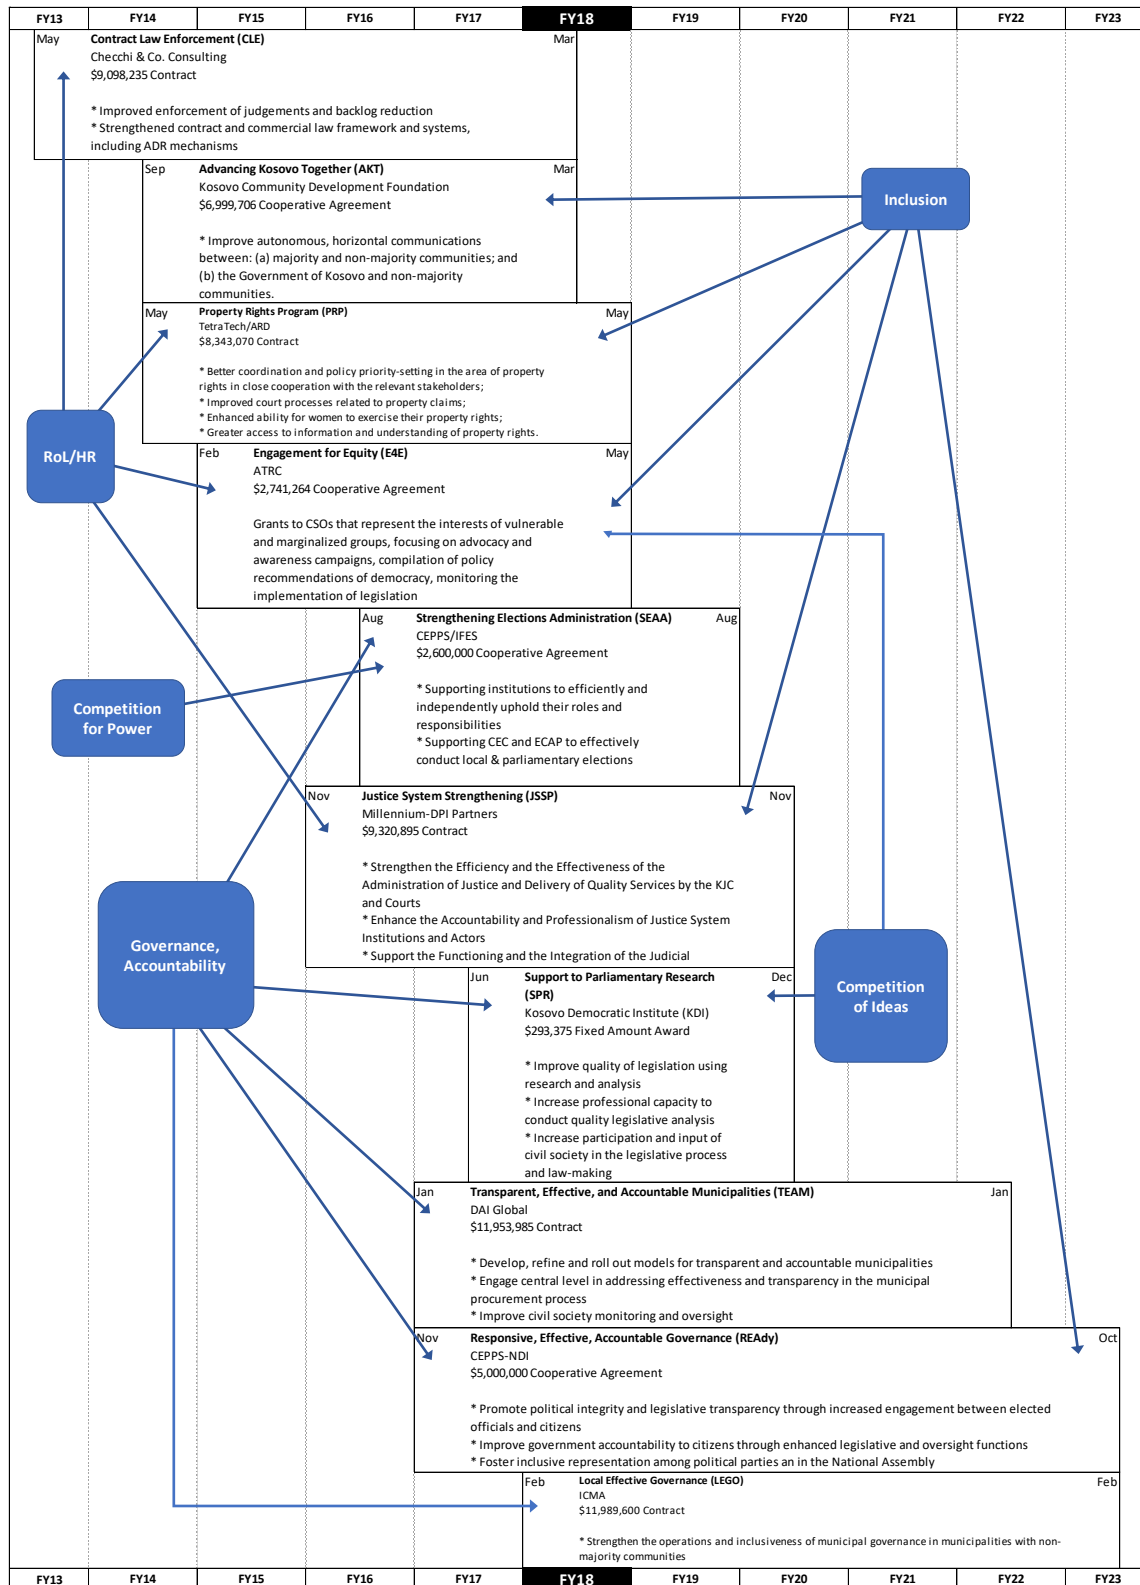 FY13 FY14 FY15 FY16 FY17 FY18 FY19 FY20 FY21 FY22 FY23
May Contract Law Enforcement (CLE) Mar
Checchi & Co. Consulting
$9,098,235 Contract
* Improved enforcement of judgements and backlog reduction
* Strengthened contract and commercial law framework and systems,
including ADR mechanisms
Sep Advancing Kosovo Together (AKT) Mar
Kosovo Community Development Foundation
$6,999,706 Cooperative Agreement
* Improve autonomous, horizontal communications
between: (a) majority and non-majority communities; and
(b) the Government of Kosovo and non-majority
communities.
Inclusion
May Property Rights Program (PRP) May
TetraTech/ARD
$8,343,070 Contract
* Better coordination and policy priority-setting in the area of property
rights in close cooperation with the relevant stakeholders;
* Improved court processes related to property claims;
* Enhanced ability for women to exercise their property rights;
* Greater access to information and understanding of property rights.
RoL/HR
Feb Engagement for Equity (E4E) May
ATRC
$2,741,264 Cooperative Agreement
Grants to CSOs that represent the interests of vulnerable
and marginalized groups, focusing on advocacy and
awareness campaigns, compilation of policy
recommendations of democracy, monitoring the
implementation of legislation
Aug Strengthening Elections Administration (SEAA) Aug
CEPPS/IFES
$2,600,000 Cooperative Agreement
* Supporting institutions to efficiently and
independently uphold their roles and
responsibilities
* Supporting CEC and ECAP to effectively
conduct local & parliamentary elections
Competition
for Power
Nov Justice System Strengthening (JSSP) Nov
Millennium-DPI Partners
$9,320,895 Contract
* Strengthen the Efficiency and the Effectiveness of the
Administration of Justice and Delivery of Quality Services by the KJC
and Courts
* Enhance the Accountability and Professionalism of Justice System
Institutions and Actors
* Support the Functioning and the Integration of the Judicial
Governance,
Accountability
Jun Support to Parliamentary Research Dec
(SPR)
Kosovo Democratic Institute (KDI)
$293,375 Fixed Amount Award
* Improve quality of legislation using
research and analysis
* Increase professional capacity to
conduct quality legislative analysis
* Increase participation and input of
civil society in the legislative process
and law-making
Competition
of Ideas
Jan Transparent, Effective, and Accountable Municipalities (TEAM) Jan
DAI Global
$11,953,985 Contract
* Develop, refine and roll out models for transparent and accountable municipalities
* Engage central level in addressing effectiveness and transparency in the municipal
procurement process
* Improve civil society monitoring and oversight
Nov Responsive, Effective, Accountable Governance (REAdy) Oct
CEPPS-NDI
$5,000,000 Cooperative Agreement
* Promote political integrity and legislative transparency through increased engagement between elected
officials and citizens
* Improve government accountability to citizens through enhanced legislative and oversight functions
* Foster inclusive representation among political parties an in the National Assembly
Feb Local Effective Governance (LEGO) Feb
ICMA
$11,989,600 Contract
* Strengthen the operations and inclusiveness of municipal governance in municipalities with non-
majority communities
FY13 FY14 FY15 FY16 FY17 FY18 FY19 FY20 FY21 FY22 FY23